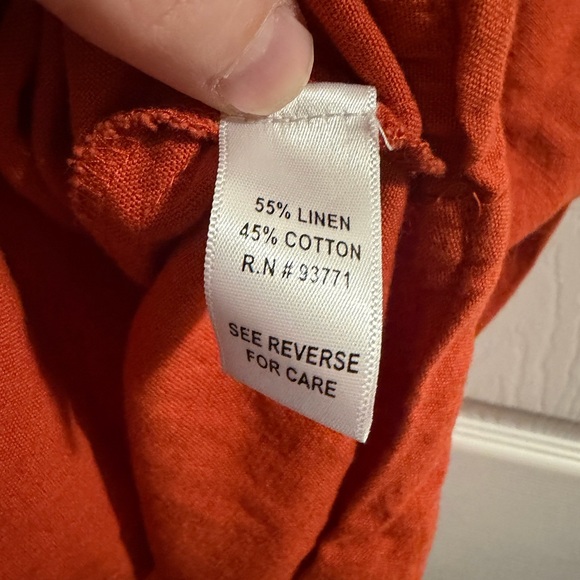 55% LINEN
45% COTTON
R.N # 93771
SEE REVERSE
FOR CARE